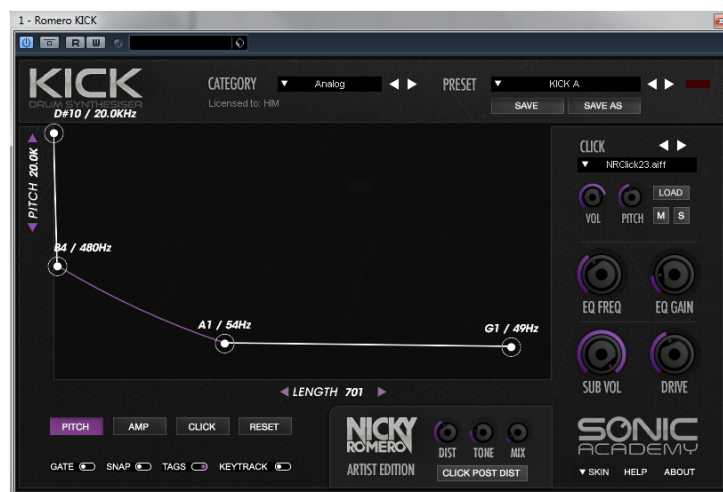 1 - Romero KICK
R W
KICK
DRUM SYNTHESISER
CATEGORY Analog PRESET KICK A
Licensed to: HIM
SAVE SAVE AS
D#10 / 20.0KHz
PITCH 20.0K
B4 / 480Hz
A1 / 54Hz
G1 / 49Hz
LENGTH 701
CLICK
NRClick23.aiff
LOAD
M S
VOL PITCH
EQ FREQ EQ GAIN
SUB VOL DRIVE
PITCH AMP CLICK RESET
GATE SNAP TAGS KEYTRACK
NICKY
ROMERO
ARTIST EDITION
DIST TONE MIX
CLICK POST DIST
SONIC
ACADEMY
SKIN HELP ABOUT